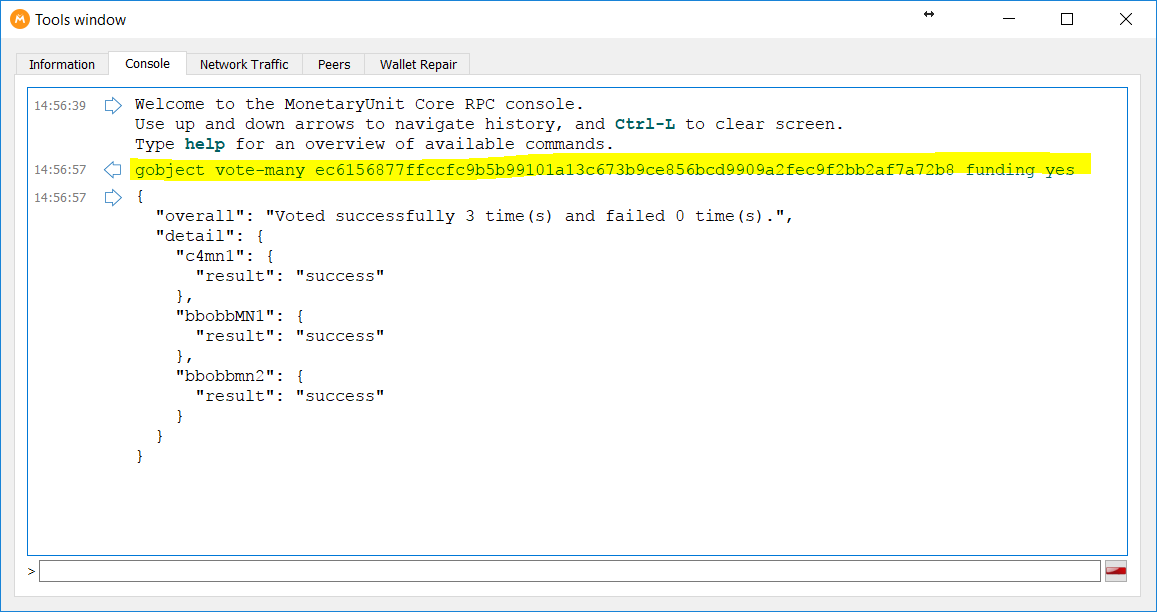 Tools window
Information Console Network Traffic Peers Wallet Repair
14:56:39 Welcome to the MonetaryUnit Core RPC console.
Use up and down arrows to navigate history, and Ctrl-L to clear screen.
Type help for an overview of available commands.
14:56:57 gobject vote-many ec6156877ffccfc9b5b99101a13c673b9ce856bcd9909a2fec9f2bb2af7a72b8 funding yes
14:56:57 {
"overall": "Voted successfully 3 time(s) and failed 0 time(s).",
"detail": {
"c4mn1": {
"result": "success"
},
"bbobbMN1": {
"result": "success"
},
"bbobbmn2": {
"result": "success"
}
}
}
>